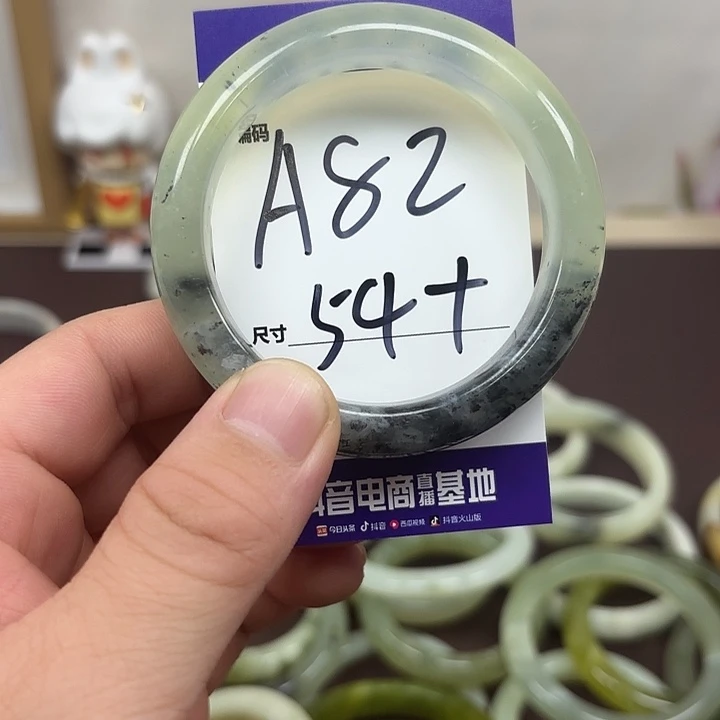 编码
A82
尺寸 54+
抖音电商直播基地
今日头条 抖音 西瓜视频 抖音火山版